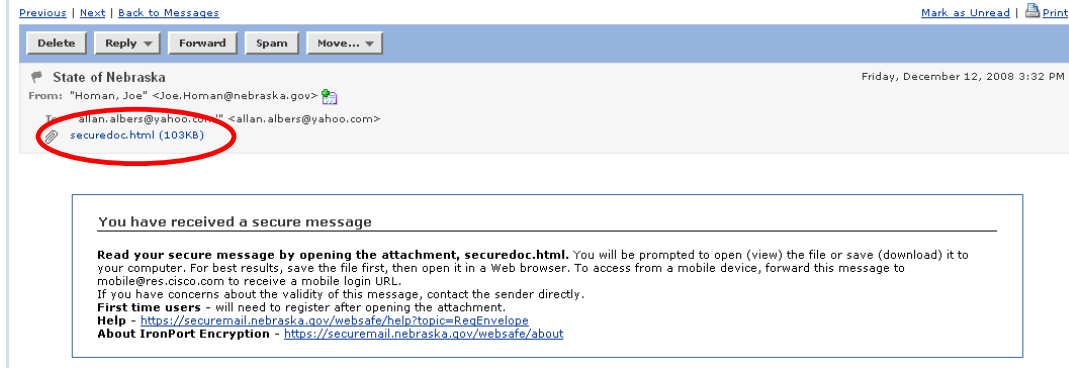 Previous | Next | Back to Messages
Mark as Unread | Print
Delete Reply Forward Spam Move...
State of Nebraska
Friday, December 12, 2008 3:32 PM
From: "Homan, Joe" <Joe.Homan@nebraska.gov>
To: "allan.albers@yahoo.com'" <allan.albers@yahoo.com>
securedoc.html (103KB)
You have received a secure message
Read your secure message by opening the attachment, securedoc.html. You will be prompted to open (view) the file or save (download) it to
your computer. For best results, save the file first, then open it in a Web browser. To access from a mobile device, forward this message to
mobile@res.cisco.com to receive a mobile login URL.
If you have concerns about the validity of this message, contact the sender directly.
First time users - will need to register after opening the attachment.
Help - https://securemail.nebraska.gov/websafe/help?topic=RegEnvelope
About IronPort Encryption - https://securemail.nebraska.gov/websafe/about